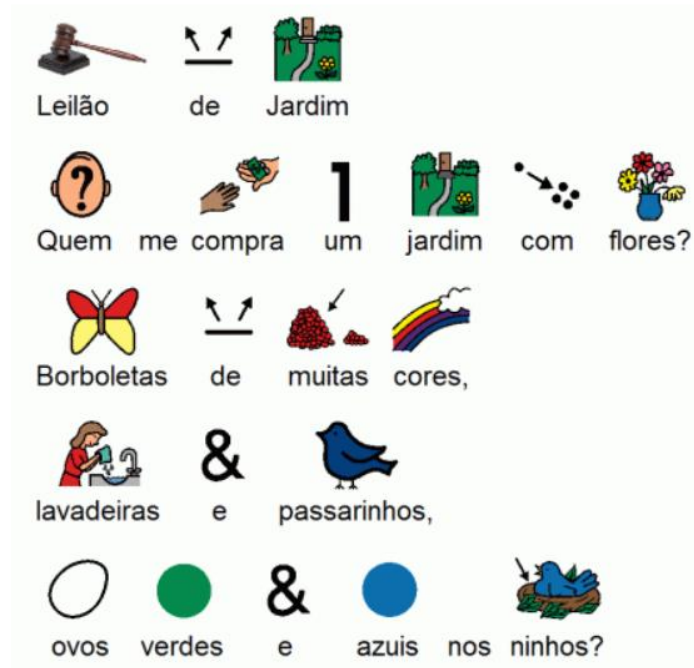 Leilão de Jardim
Quem me compra um jardim com flores?
Borboletas de muitas cores,
lavadeiras e passarinhos,
ovos verdes e azuis nos ninhos?